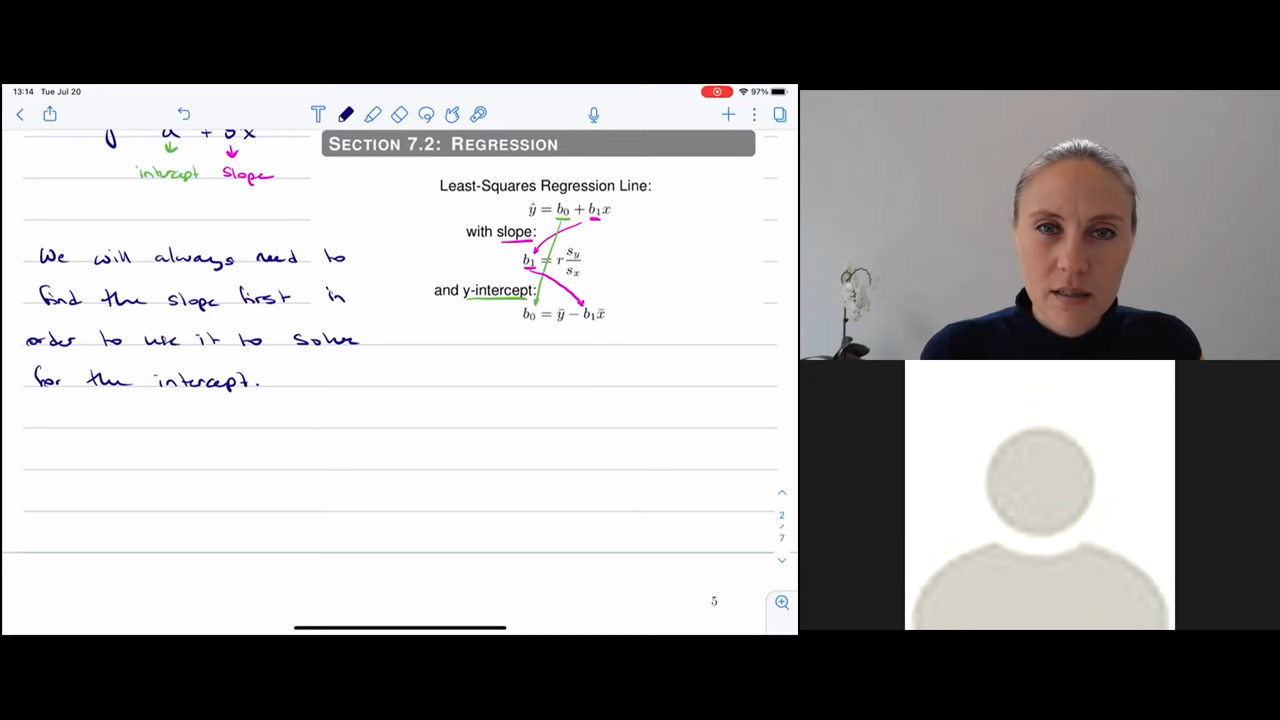 13:14 Tue Jul 20
97%
a + b x
intercept slope
We will always need to
find the slope first in
order to use it to solve
for the intercept.
SECTION 7.2: REGRESSION
Least-Squares Regression Line:
ŷ = b₀ + b₁x
with slope:
b₁ = r s_y/s_x
and y-intercept:
b₀ = ȳ − b₁x̄
2
/
7
5